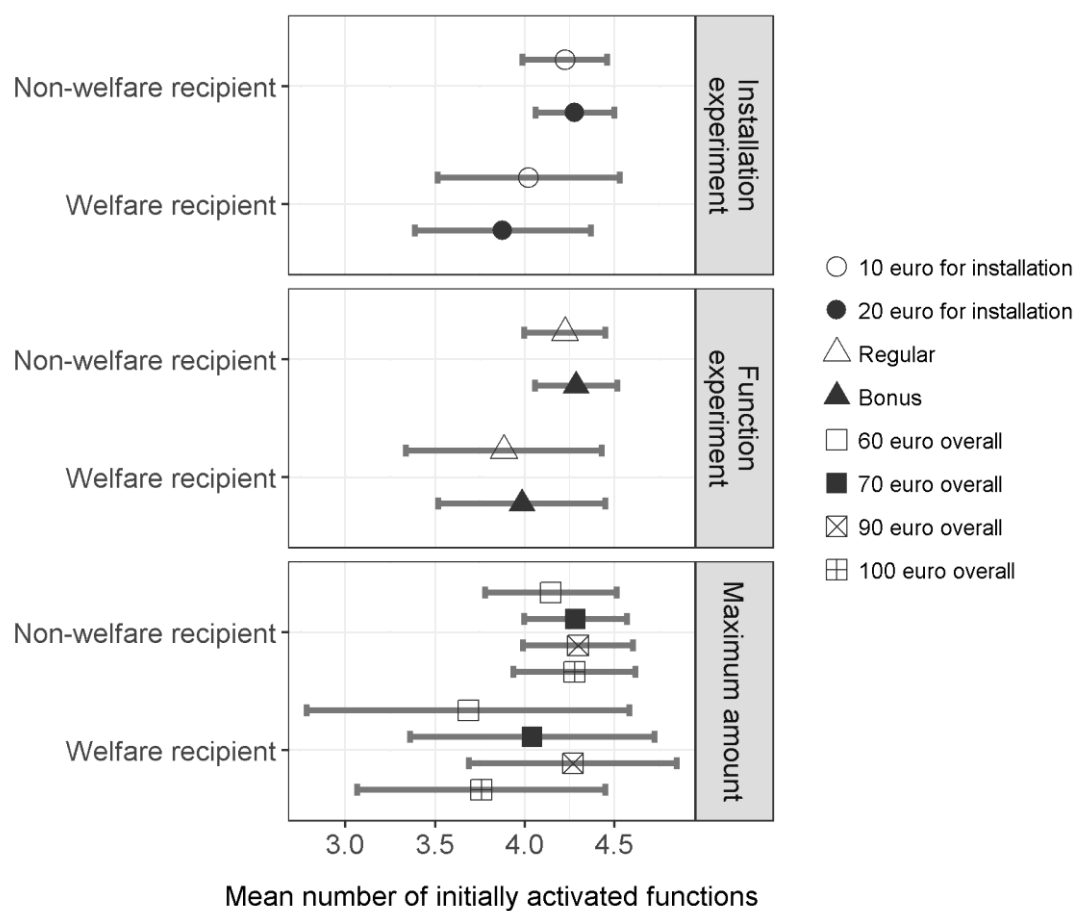 Non-welfare recipient
Welfare recipient
Installation
experiment
Non-welfare recipient
Welfare recipient
Function
experiment
Non-welfare recipient
Welfare recipient
Maximum amount
3.0 3.5 4.0 4.5
Mean number of initially activated functions
10 euro for installation
20 euro for installation
Regular
Bonus
60 euro overall
70 euro overall
90 euro overall
100 euro overall